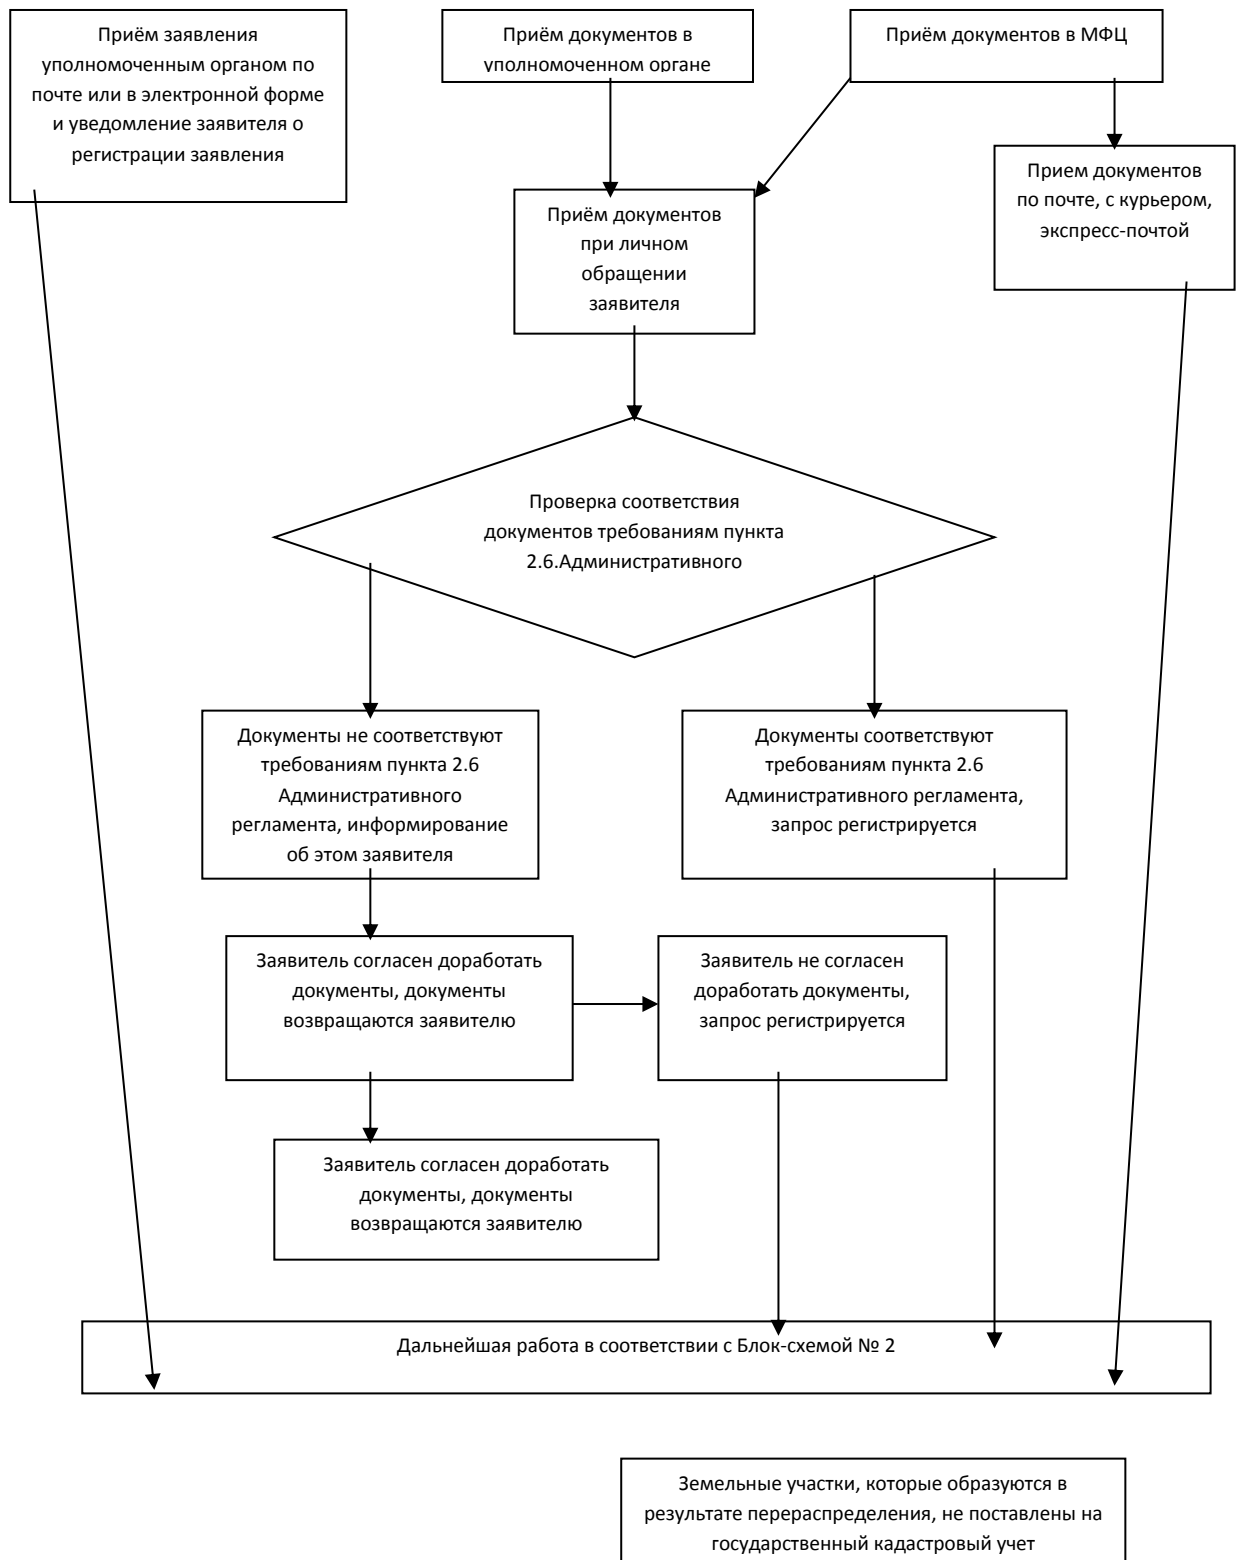 Приём заявления
уполномоченным органом по
почте или в электронной форме
и уведомление заявителя о
регистрации заявления
Приём документов в
уполномоченном органе
Приём документов в МФЦ
Прием документов
по почте, с курьером,
экспресс-почтой
Приём документов
при личном
обращении
заявителя
Проверка соответствия
документов требованиям пункта
2.6.Административного
Документы не соответствуют
требованиям пункта 2.6
Административного
регламента, информирование
об этом заявителя
Документы соответствуют
требованиям пункта 2.6
Административного регламента,
запрос регистрируется
Заявитель согласен доработать
документы, документы
возвращаются заявителю
Заявитель не согласен
доработать документы,
запрос регистрируется
Заявитель согласен доработать
документы, документы
возвращаются заявителю
Дальнейшая работа в соответствии с Блок-схемой № 2
Земельные участки, которые образуются в
результате перераспределения, не поставлены на
государственный кадастровый учет